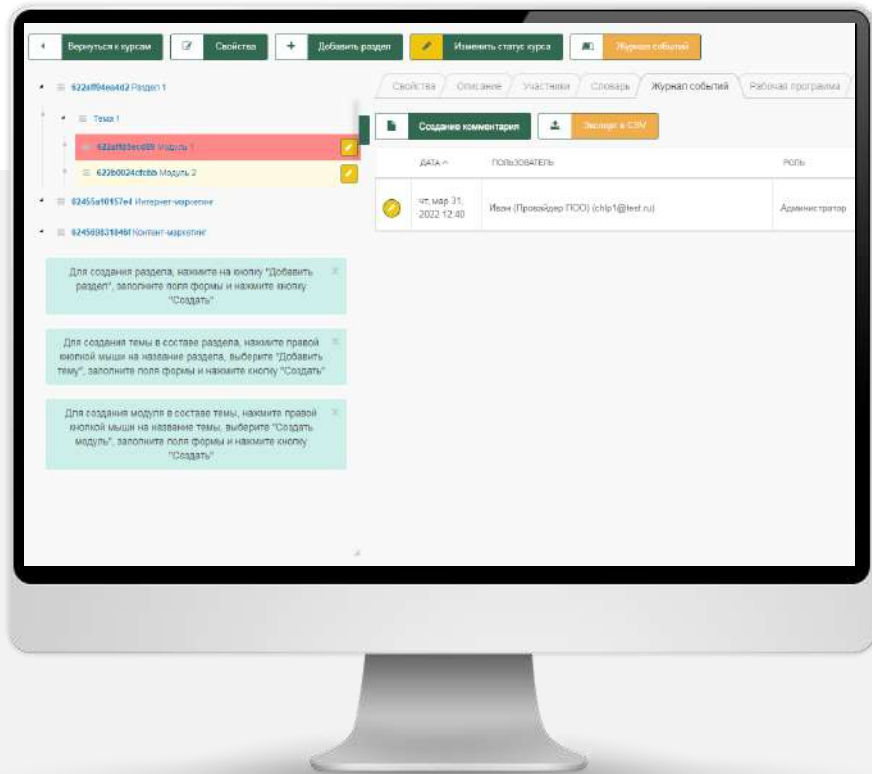 Вернуться к курсам
Свойства
Добавить раздел
Изменить статус курса
Журнал событий
Раздел 1
Свойства
Описание
Участники
Словарь
Журнал событий
Рабочая программа
Тема 1
Создание комментария
Экспорт в CSV
Модуль 1
ДАТА
ПОЛЬЗОВАТЕЛЬ
РОЛЬ
Модуль 2
чт, мар 31,
2022 12:40
Иван (Провайдер ПОО) (chlp1@test.ru)
Администратор
Интернет-маркетинг
Контент-маркетинг
Для создания раздела, нажмите на кнопку "Добавить
раздел", заполните поля формы и нажмите кнопку
"Создать"
Для создания темы в составе раздела, нажмите правой
кнопкой мыши на название раздела, выберите "Добавить
тему", заполните поля формы и нажмите кнопку "Создать"
Для создания модуля в составе темы, нажмите правой
кнопкой мыши на название темы, выберите "Создать
модуль", заполните поля формы и нажмите кнопку
"Создать"